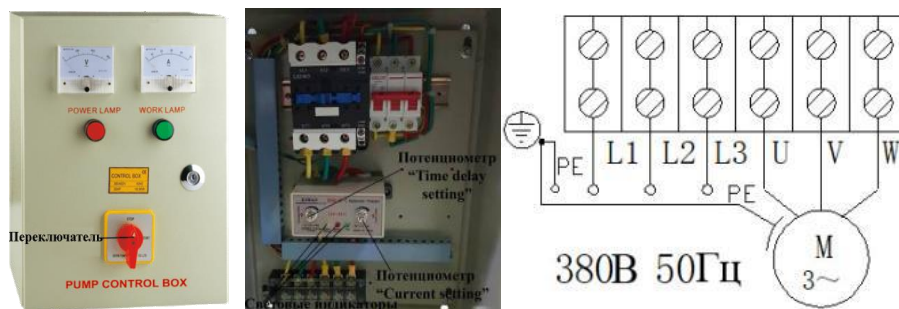 V
A
POWER LAMP
WORK LAMP
CONTROL BOX
STOP
Переключатель
PUMP CONTROL BOX
Потенциометр
“Time delay
setting”
Потенциометр
“Current setting”
Световые индикаторы
PE
L1
L2
L3
U
V
W
PE
M
3~
380В 50Гц